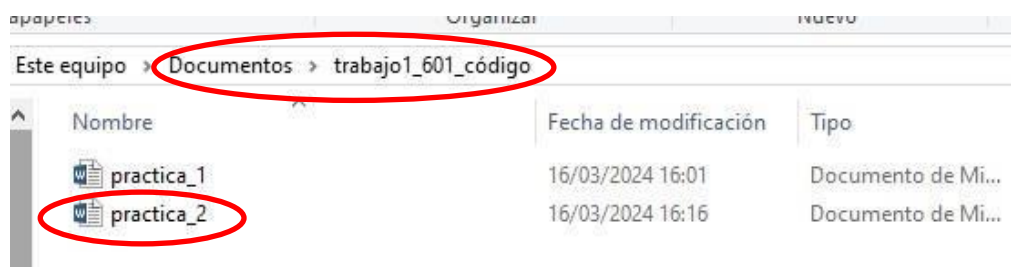 apapeles Organizar Nuevo
Este equipo > Documentos > trabajo1_601_código
Nombre Fecha de modificación Tipo
practica_1 16/03/2024 16:01 Documento de Mi...
practica_2 16/03/2024 16:16 Documento de Mi...